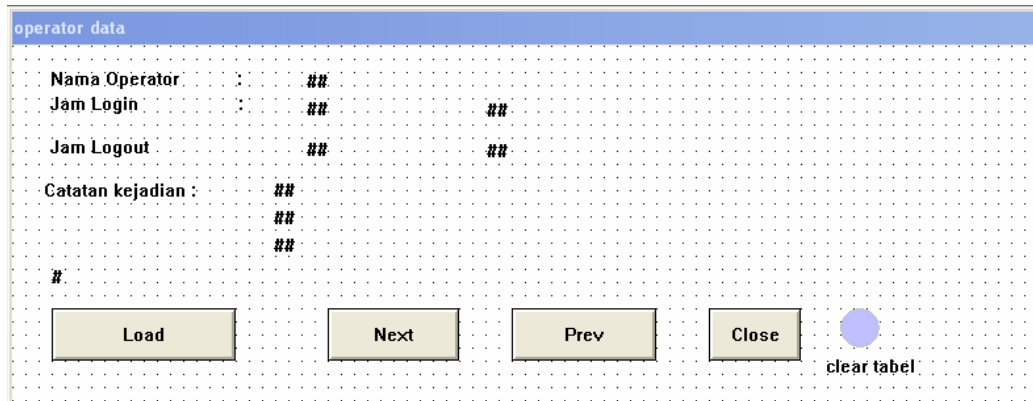 operator data
Nama Operator : ##
Jam Login : ## ##
Jam Logout ## ##
Catatan kejadian : ##
##
##
#
Load Next Prev Close
clear tabel